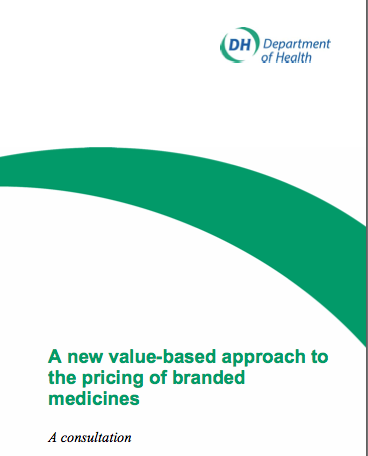 DH Department
of Health
A new value-based approach to
the pricing of branded
medicines
A consultation